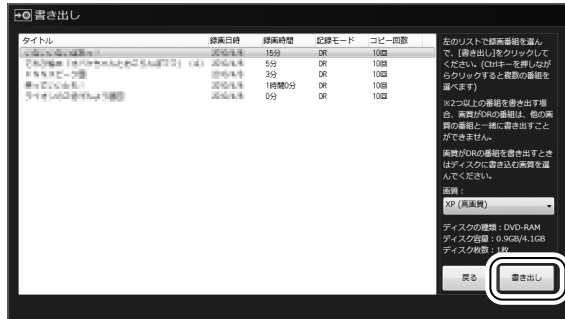 書き出し
タイトル 録画日時 録画時間 記録モード コピー回数
15分 DR 10回
5分 DR 10回
3分 DR 10回
1時間0分 DR 10回
0分 DR 10回
左のリストで録画番組を選ん
で、[書き出し]をクリックして
ください。(Ctrlキーを押しなが
らクリックすると複数の番組を
選べます)
※2つ以上の番組を書き出す場
合、画質がDRの番組は、他の画
質の番組と一緒に書き出すこと
ができません。
画質がDRの番組を書き出すとき
はディスクに書き込む画質を選
んでください。
画質:
XP (高画質)
ディスクの種類:DVD-RAM
ディスク容量:0.9GB/4.1GB
ディスク枚数:1枚
戻る 書き出し